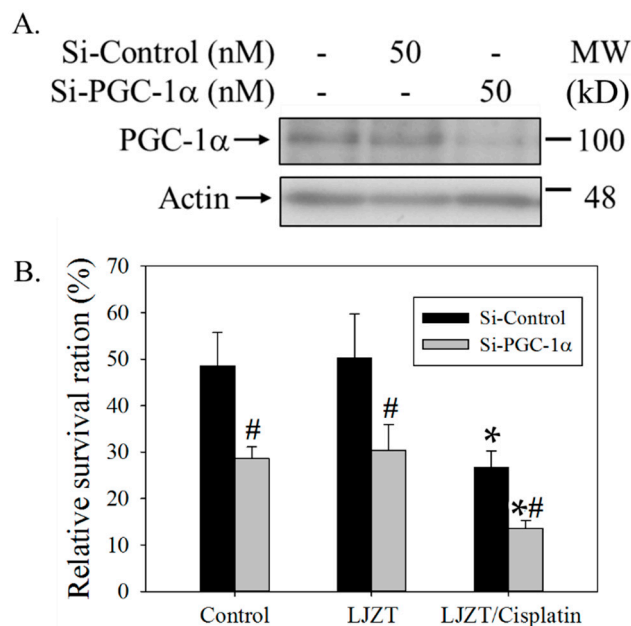 A.
Si-Control (nM) - 50 - MW
Si-PGC-1α (nM) - - 50 (kD)
PGC-1α 100
Actin 48
B.
Relative survival ration (%)
70
60
50
40
30
20
10
0
Si-Control
Si-PGC-1α
#
#
*
*#
Control LJZT LJZT/Cisplatin